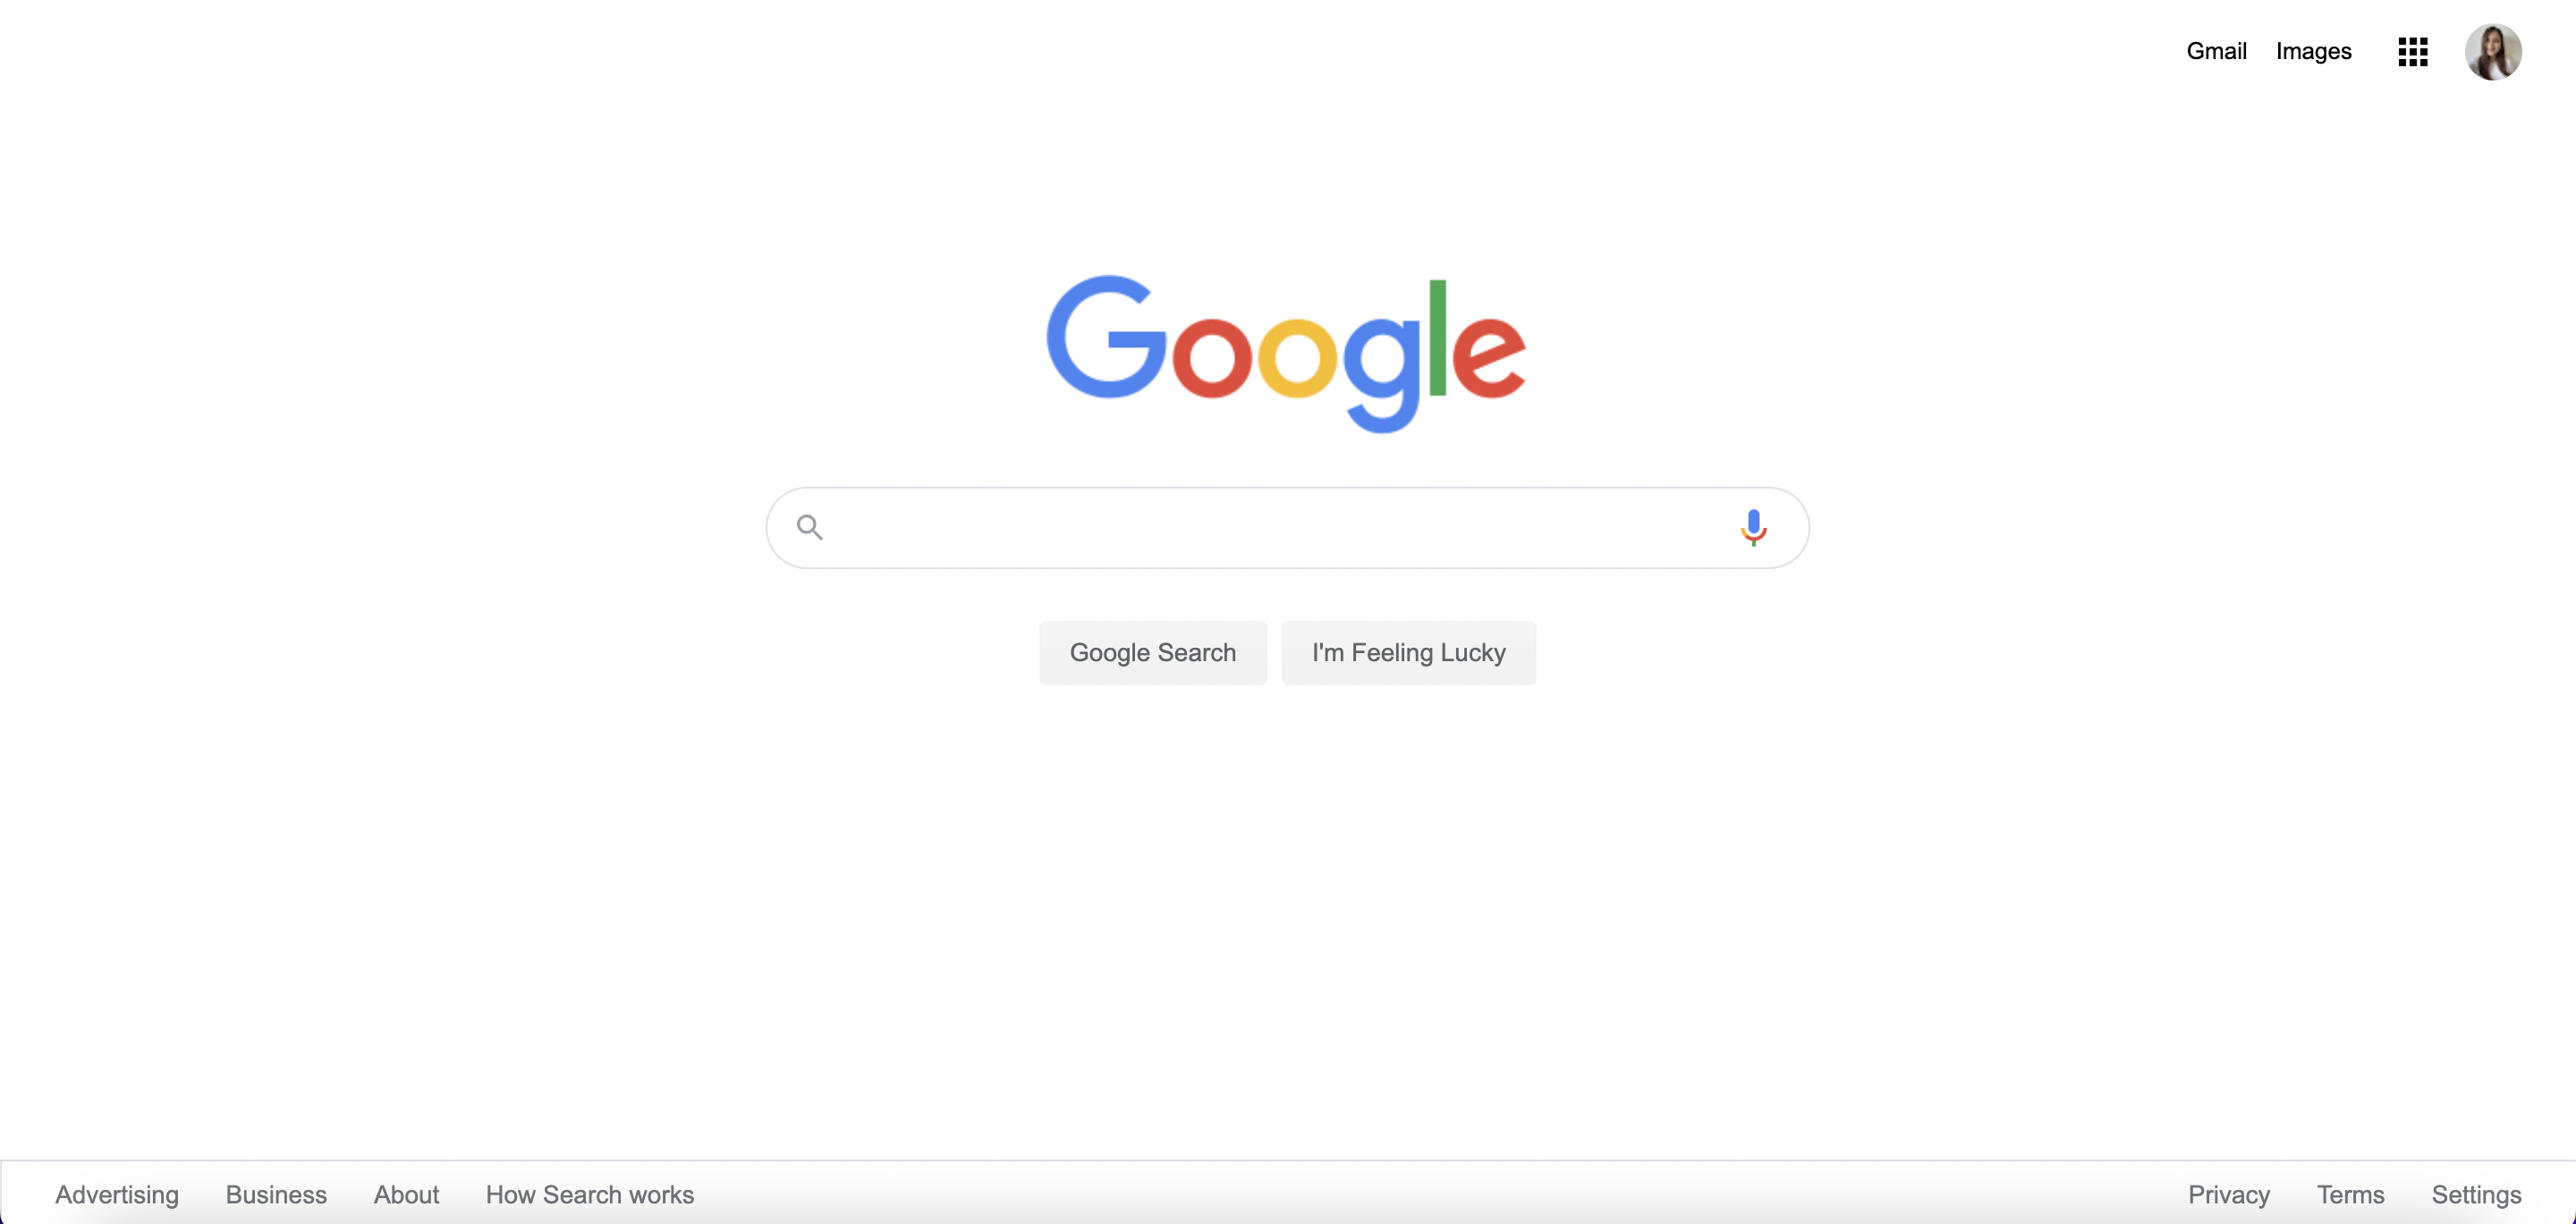 Gmail Images
Google
Google Search I'm Feeling Lucky
Advertising Business About How Search works Privacy Terms Settings